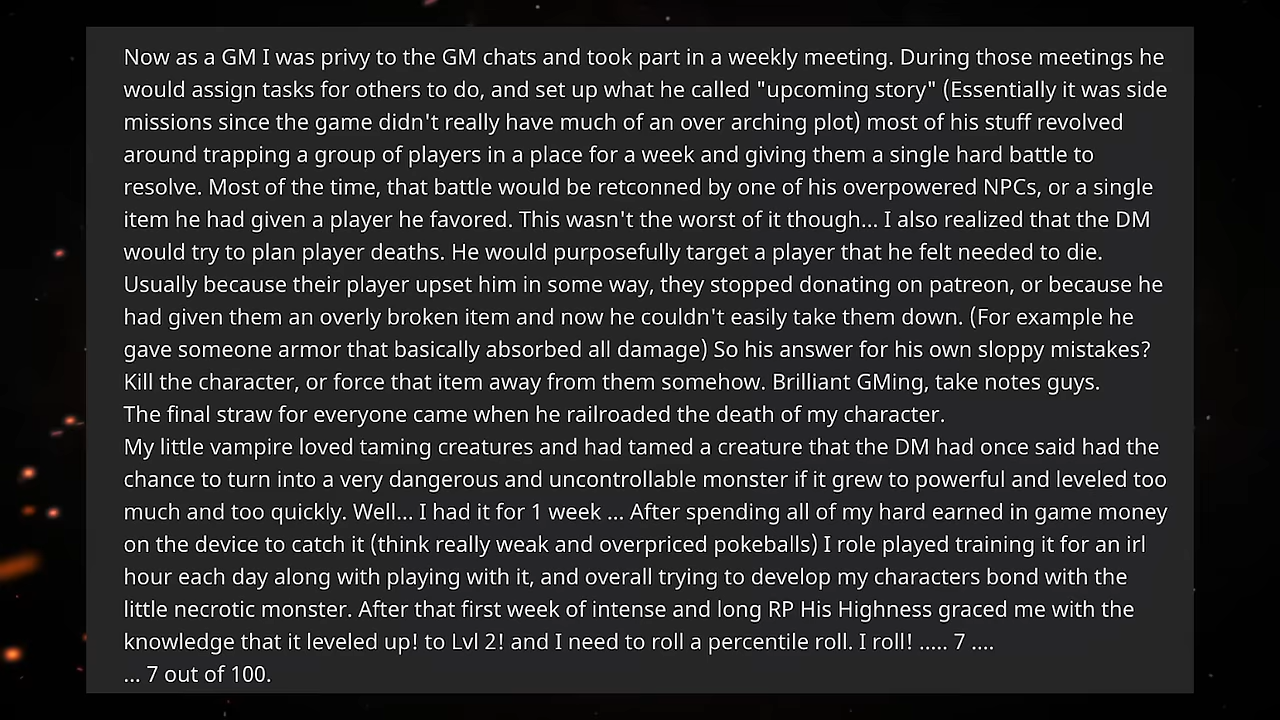 Now as a GM I was privy to the GM chats and took part in a weekly meeting. During those meetings he
would assign tasks for others to do, and set up what he called "upcoming story" (Essentially it was side
missions since the game didn't really have much of an over arching plot) most of his stuff revolved
around trapping a group of players in a place for a week and giving them a single hard battle to
resolve. Most of the time, that battle would be retconned by one of his overpowered NPCs, or a single
item he had given a player he favored. This wasn't the worst of it though... I also realized that the DM
would try to plan player deaths. He would purposefully target a player that he felt needed to die.
Usually because their player upset him in some way, they stopped donating on patreon, or because he
had given them an overly broken item and now he couldn't easily take them down. (For example he
gave someone armor that basically absorbed all damage) So his answer for his own sloppy mistakes?
Kill the character, or force that item away from them somehow. Brilliant GMing, take notes guys.
The final straw for everyone came when he railroaded the death of my character.
My little vampire loved taming creatures and had tamed a creature that the DM had once said had the
chance to turn into a very dangerous and uncontrollable monster if it grew to powerful and leveled too
much and too quickly. Well... I had it for 1 week ... After spending all of my hard earned in game money
on the device to catch it (think really weak and overpriced pokeballs) I role played training it for an irl
hour each day along with playing with it, and overall trying to develop my characters bond with the
little necrotic monster. After that first week of intense and long RP His Highness graced me with the
knowledge that it leveled up! to Lvl 2! and I need to roll a percentile roll. I roll! ..... 7 ....
... 7 out of 100.